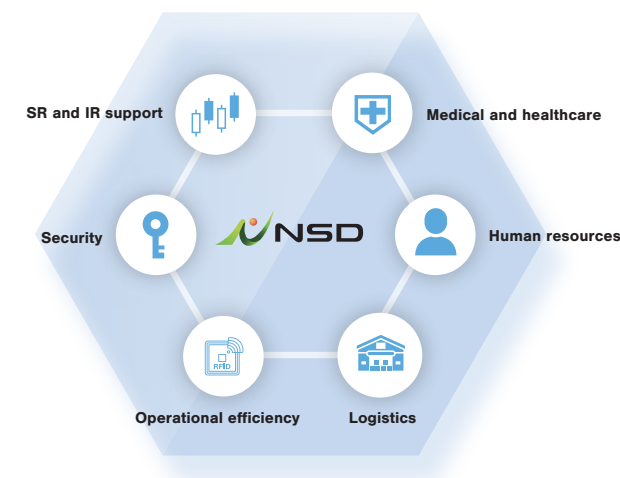 SR and IR support
Medical and healthcare
Security
NSD
Human resources
RFID
Operational efficiency
Logistics